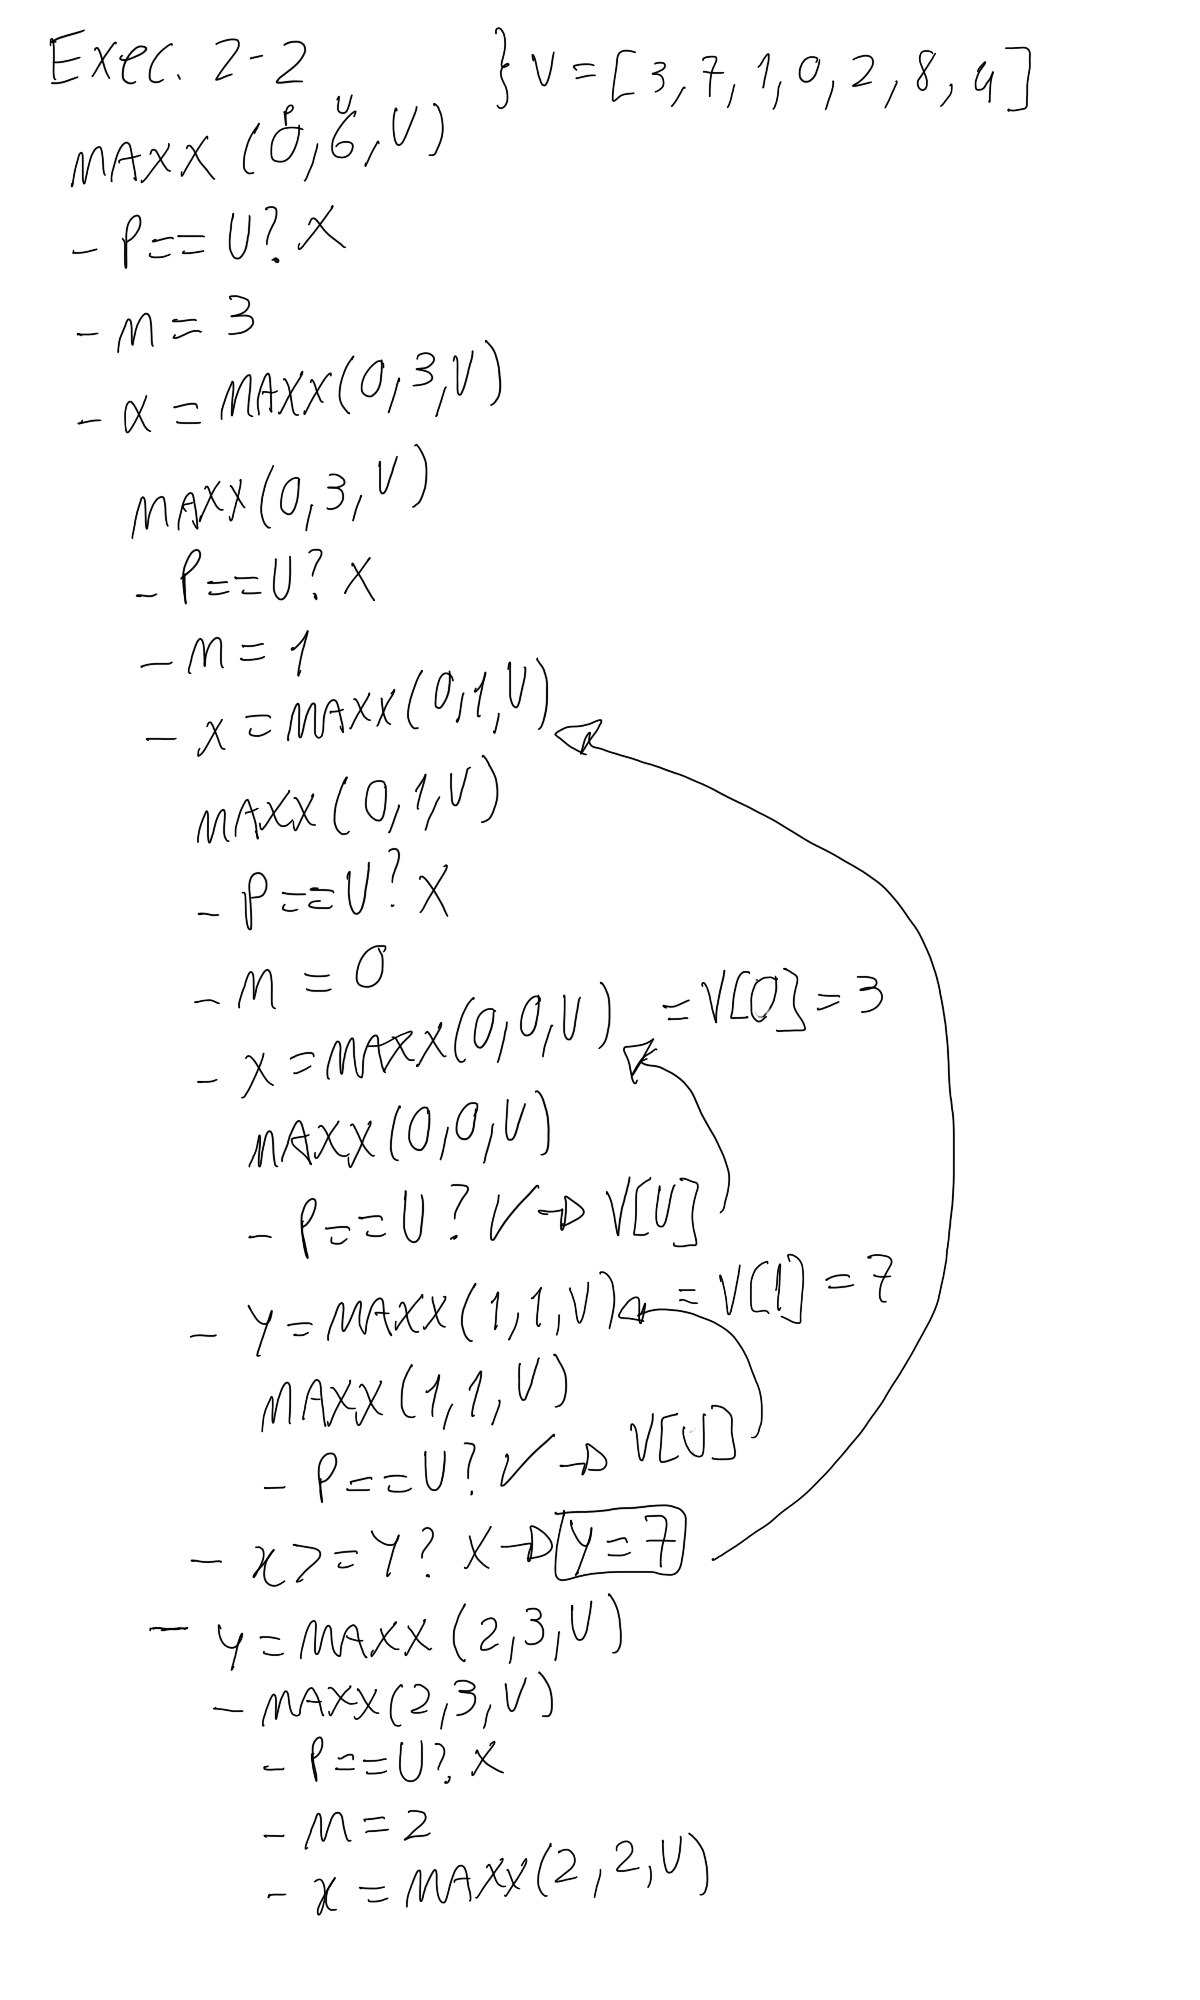 Exec. 2-2 } V = [3,7,1,0,2,8,4]
P U
MAXX (0,6,V)
- P==U? X
- M = 3
- x = MAXX(0,3,V)
MAXX(0,3,V)
- P==U? X
- M = 1
- X = MAXX(0,1,V)
MAXX(0,1,V)
- P==U? X
- M = 0
- X = MAXX(0,0,V) = V[0] = 3
MAXX(0,0,V)
- P==U? ✓ → V[U]
- Y = MAXX(1,1,V) = V[1] = 7
MAXX(1,1,V)
- P==U? ✓ → V[U]
- x >= Y? X → Y = 7
- y = MAXX(2,3,V)
- MAXX(2,3,V)
- P==U? X
- M = 2
- x = MAXX(2,2,V)